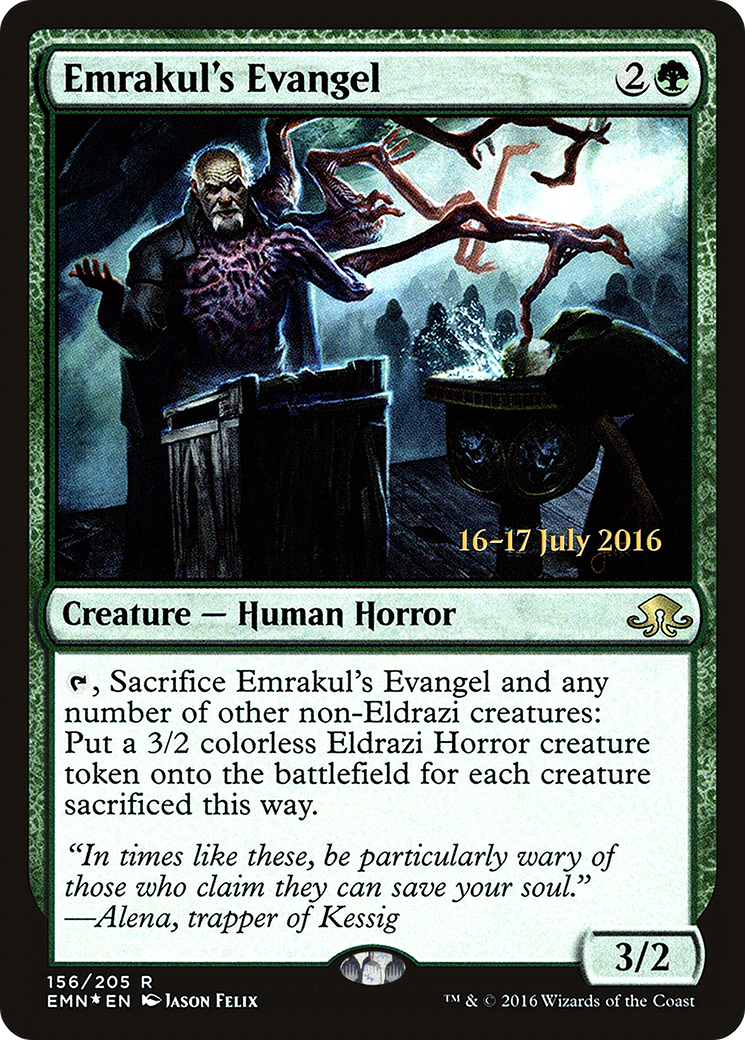 Emrakul's Evangel 2
16–17 July 2016
Creature — Human Horror
, Sacrifice Emrakul's Evangel and any
number of other non-Eldrazi creatures:
Put a 3/2 colorless Eldrazi Horror creature
token onto the battlefield for each creature
sacrificed this way.
“In times like these, be particularly wary of
those who claim they can save your soul.”
—Alena, trapper of Kessig
3/2
156/205 R
EMN★EN Jason Felix
™ & © 2016 Wizards of the Coast